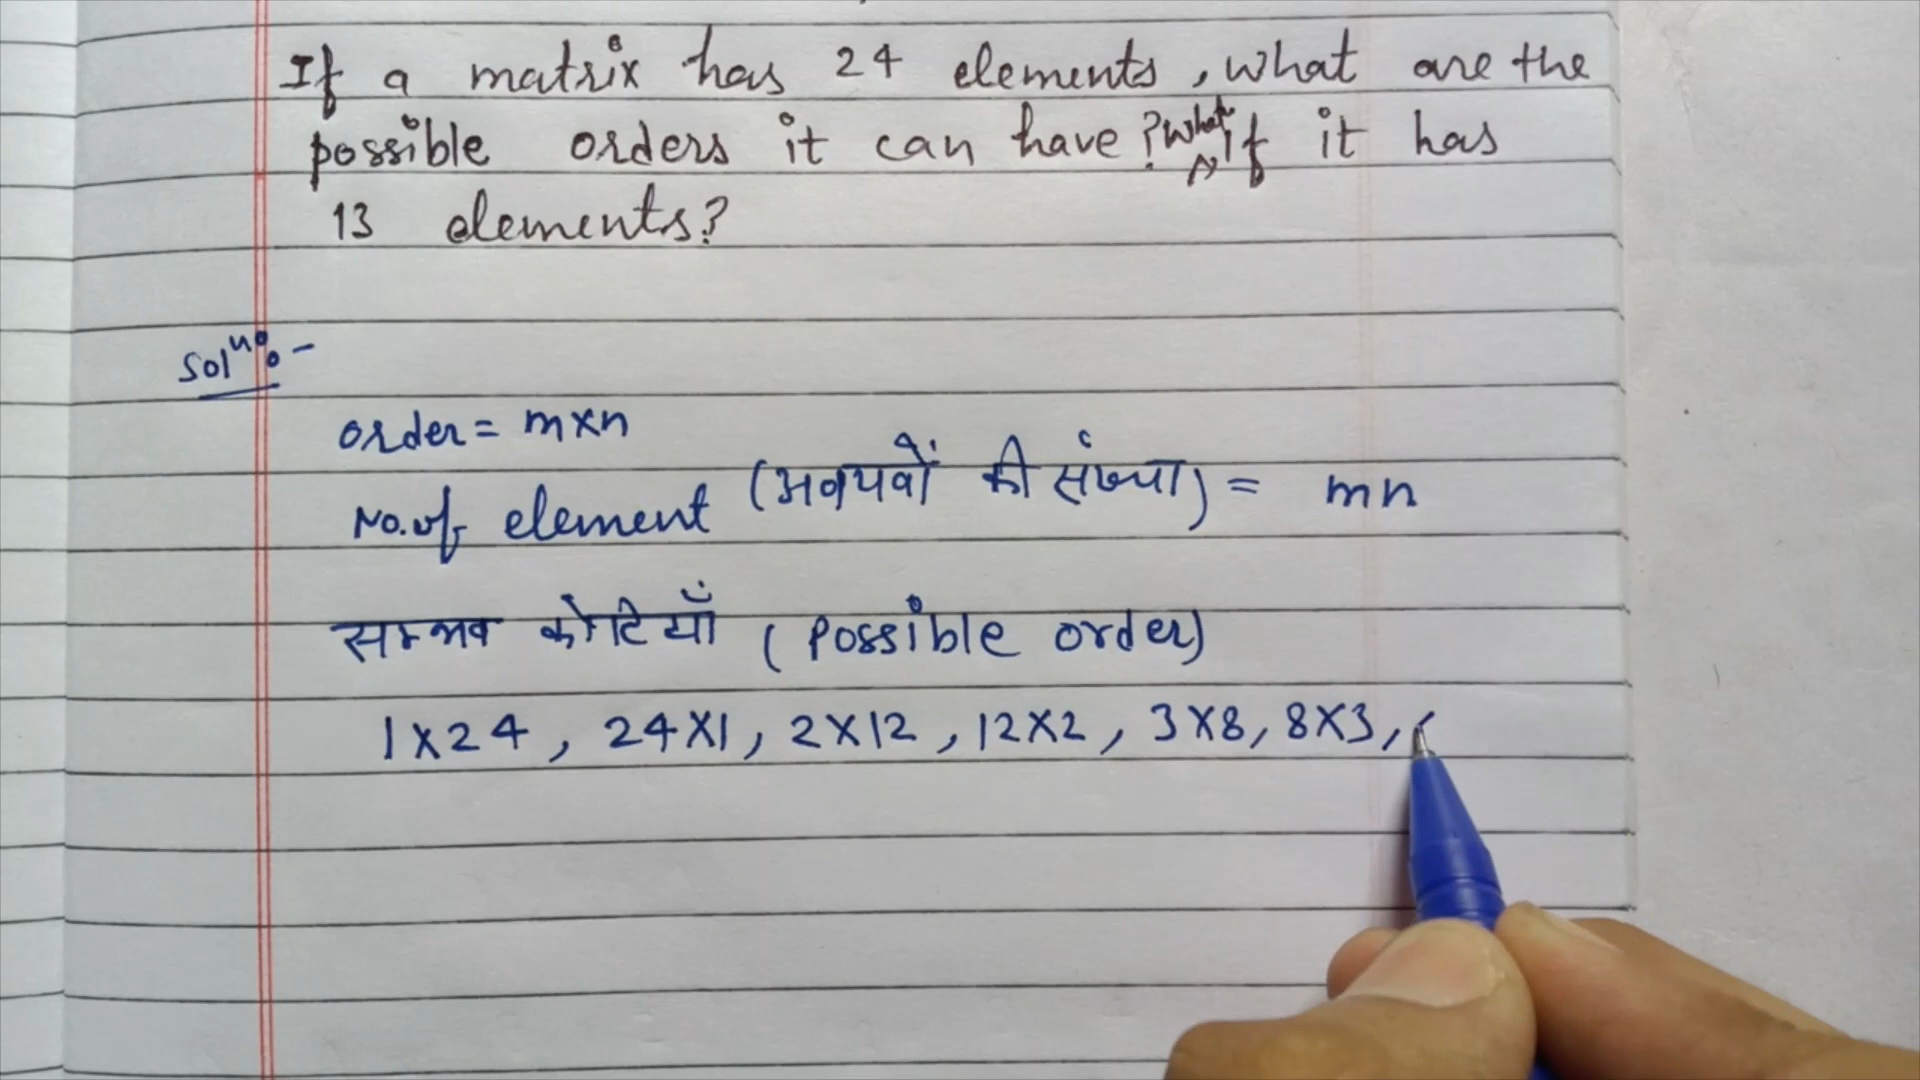 If a matrix has 24 elements, what are the
possible orders it can have? What if it has
13 elements?
Solⁿ:-
order = m×n
No. of element (अवयवों की संख्या) = mn
सम्भव कोटियाँ (Possible order)
1×24, 24×1, 2×12, 12×2, 3×8, 8×3,